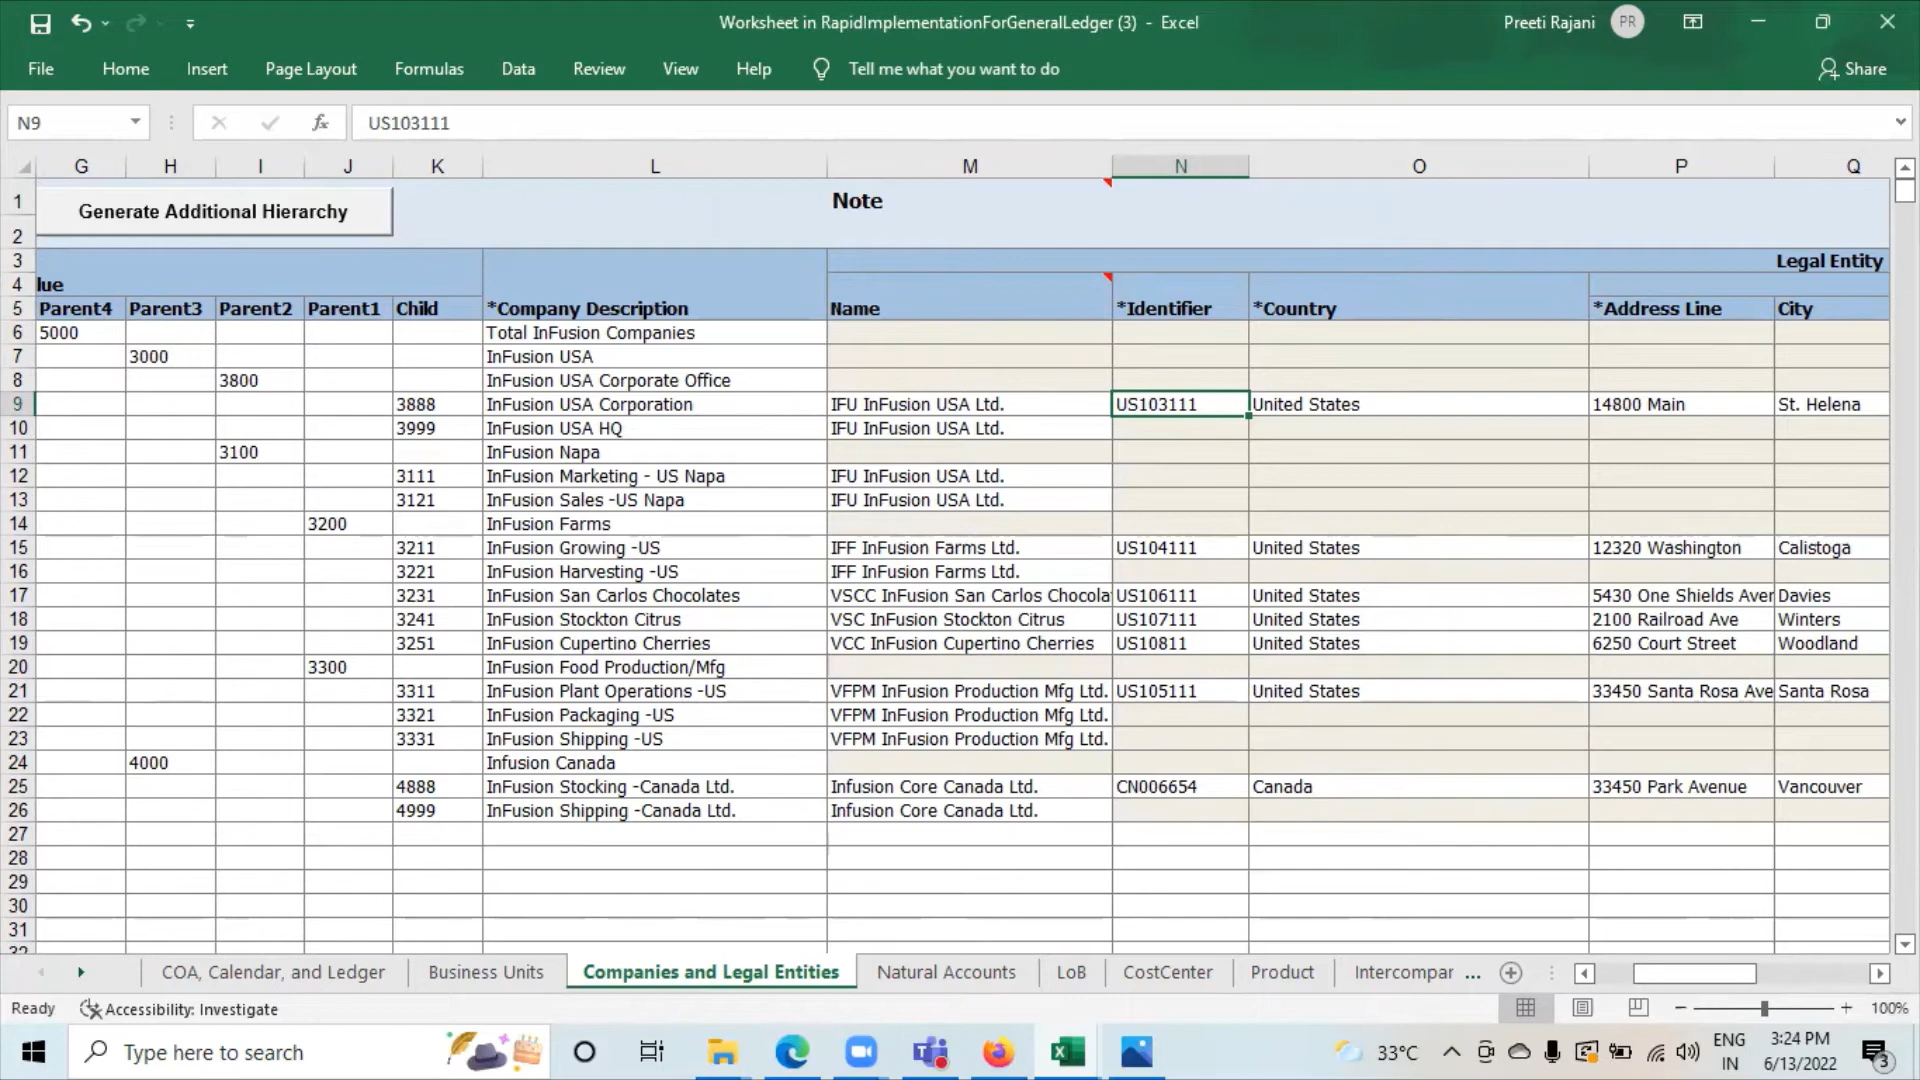 Worksheet in RapidImplementationForGeneralLedger (3) - Excel
Preeti Rajani PR
File Home Insert Page Layout Formulas Data Review View Help Tell me what you want to do Share
N9 fx US103111
G H I J K L M N O P Q
1 Generate Additional Hierarchy Note
2
3 Legal Entity
4 lue
5 Parent4 Parent3 Parent2 Parent1 Child *Company Description Name *Identifier *Country *Address Line City
6 5000 Total InFusion Companies
7 3000 InFusion USA
8 3800 InFusion USA Corporate Office
9 3888 InFusion USA Corporation IFU InFusion USA Ltd. US103111 United States 14800 Main St. Helena
10 3999 InFusion USA HQ IFU InFusion USA Ltd.
11 3100 InFusion Napa
12 3111 InFusion Marketing - US Napa IFU InFusion USA Ltd.
13 3121 InFusion Sales -US Napa IFU InFusion USA Ltd.
14 3200 InFusion Farms
15 3211 InFusion Growing -US IFF InFusion Farms Ltd. US104111 United States 12320 Washington Calistoga
16 3221 InFusion Harvesting -US IFF InFusion Farms Ltd.
17 3231 InFusion San Carlos Chocolates VSCC InFusion San Carlos Chocola US106111 United States 5430 One Shields Aver Davies
18 3241 InFusion Stockton Citrus VSC InFusion Stockton Citrus US107111 United States 2100 Railroad Ave Winters
19 3251 InFusion Cupertino Cherries VCC InFusion Cupertino Cherries US10811 United States 6250 Court Street Woodland
20 3300 InFusion Food Production/Mfg
21 3311 InFusion Plant Operations -US VFPM InFusion Production Mfg Ltd. US105111 United States 33450 Santa Rosa Ave Santa Rosa
22 3321 InFusion Packaging -US VFPM InFusion Production Mfg Ltd.
23 3331 InFusion Shipping -US VFPM InFusion Production Mfg Ltd.
24 4000 Infusion Canada
25 4888 InFusion Stocking -Canada Ltd. Infusion Core Canada Ltd. CN006654 Canada 33450 Park Avenue Vancouver
26 4999 InFusion Shipping -Canada Ltd. Infusion Core Canada Ltd.
27
28
29
30
31
32
COA, Calendar, and Ledger Business Units Companies and Legal Entities Natural Accounts LoB CostCenter Product Intercompar ...
Ready Accessibility: Investigate 100%
Type here to search 33°C ENG IN 3:24 PM 6/13/2022 3